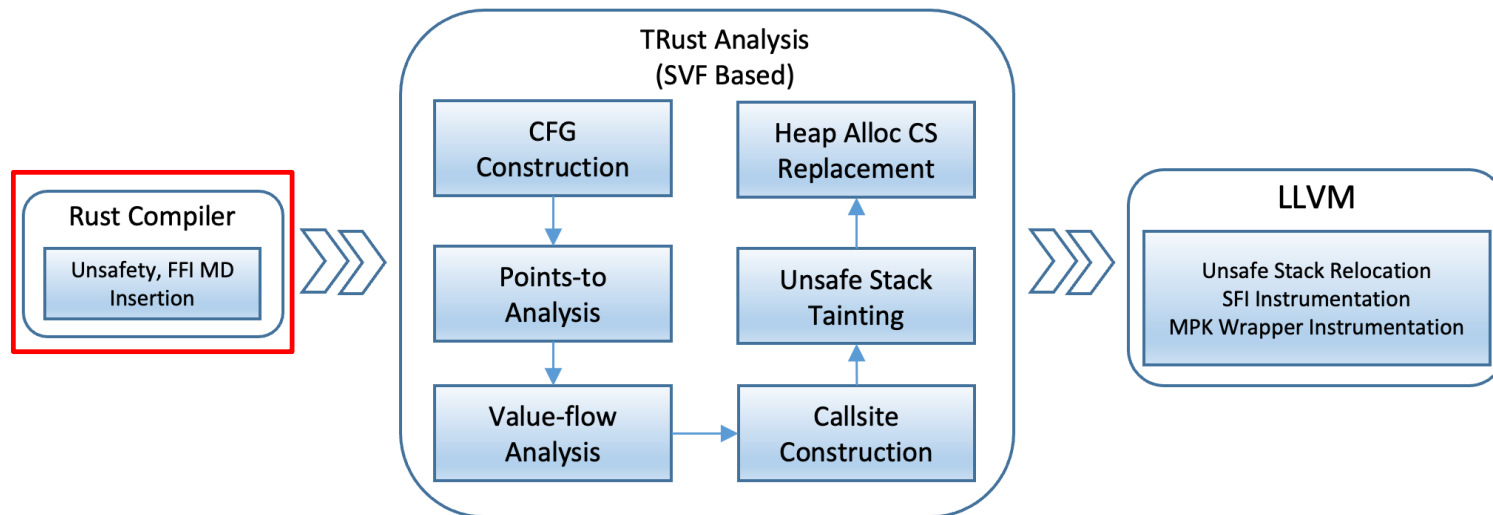 Rust Compiler
Unsafety, FFI MD
Insertion
TRust Analysis
(SVF Based)
CFG
Construction
Points-to
Analysis
Value-flow
Analysis
Callsite
Construction
Unsafe Stack
Tainting
Heap Alloc CS
Replacement
LLVM
Unsafe Stack Relocation
SFI Instrumentation
MPK Wrapper Instrumentation